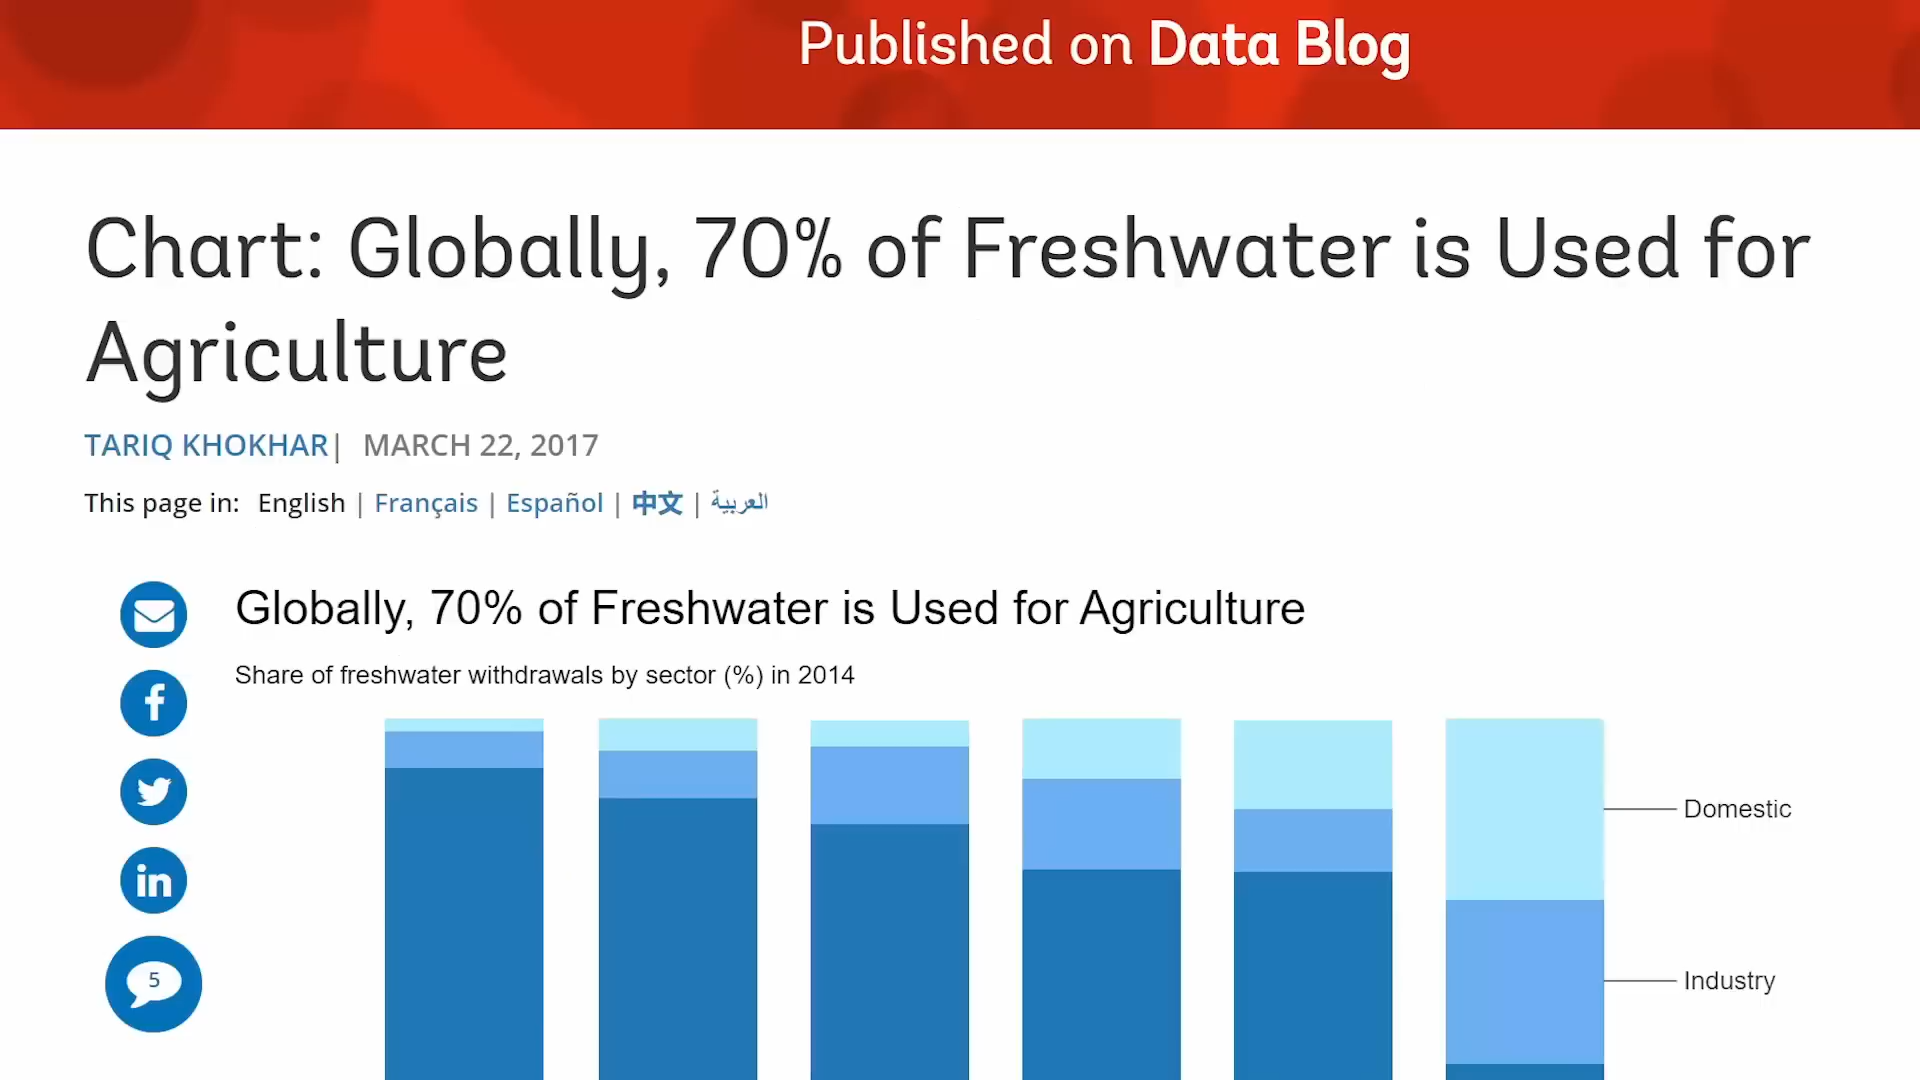 Published on Data Blog
Chart: Globally, 70% of Freshwater is Used for
Agriculture
TARIQ KHOKHAR| MARCH 22, 2017
This page in: English | Français | Español | 中文 | العربية
Globally, 70% of Freshwater is Used for Agriculture
Share of freshwater withdrawals by sector (%) in 2014
Domestic
in
Industry
5